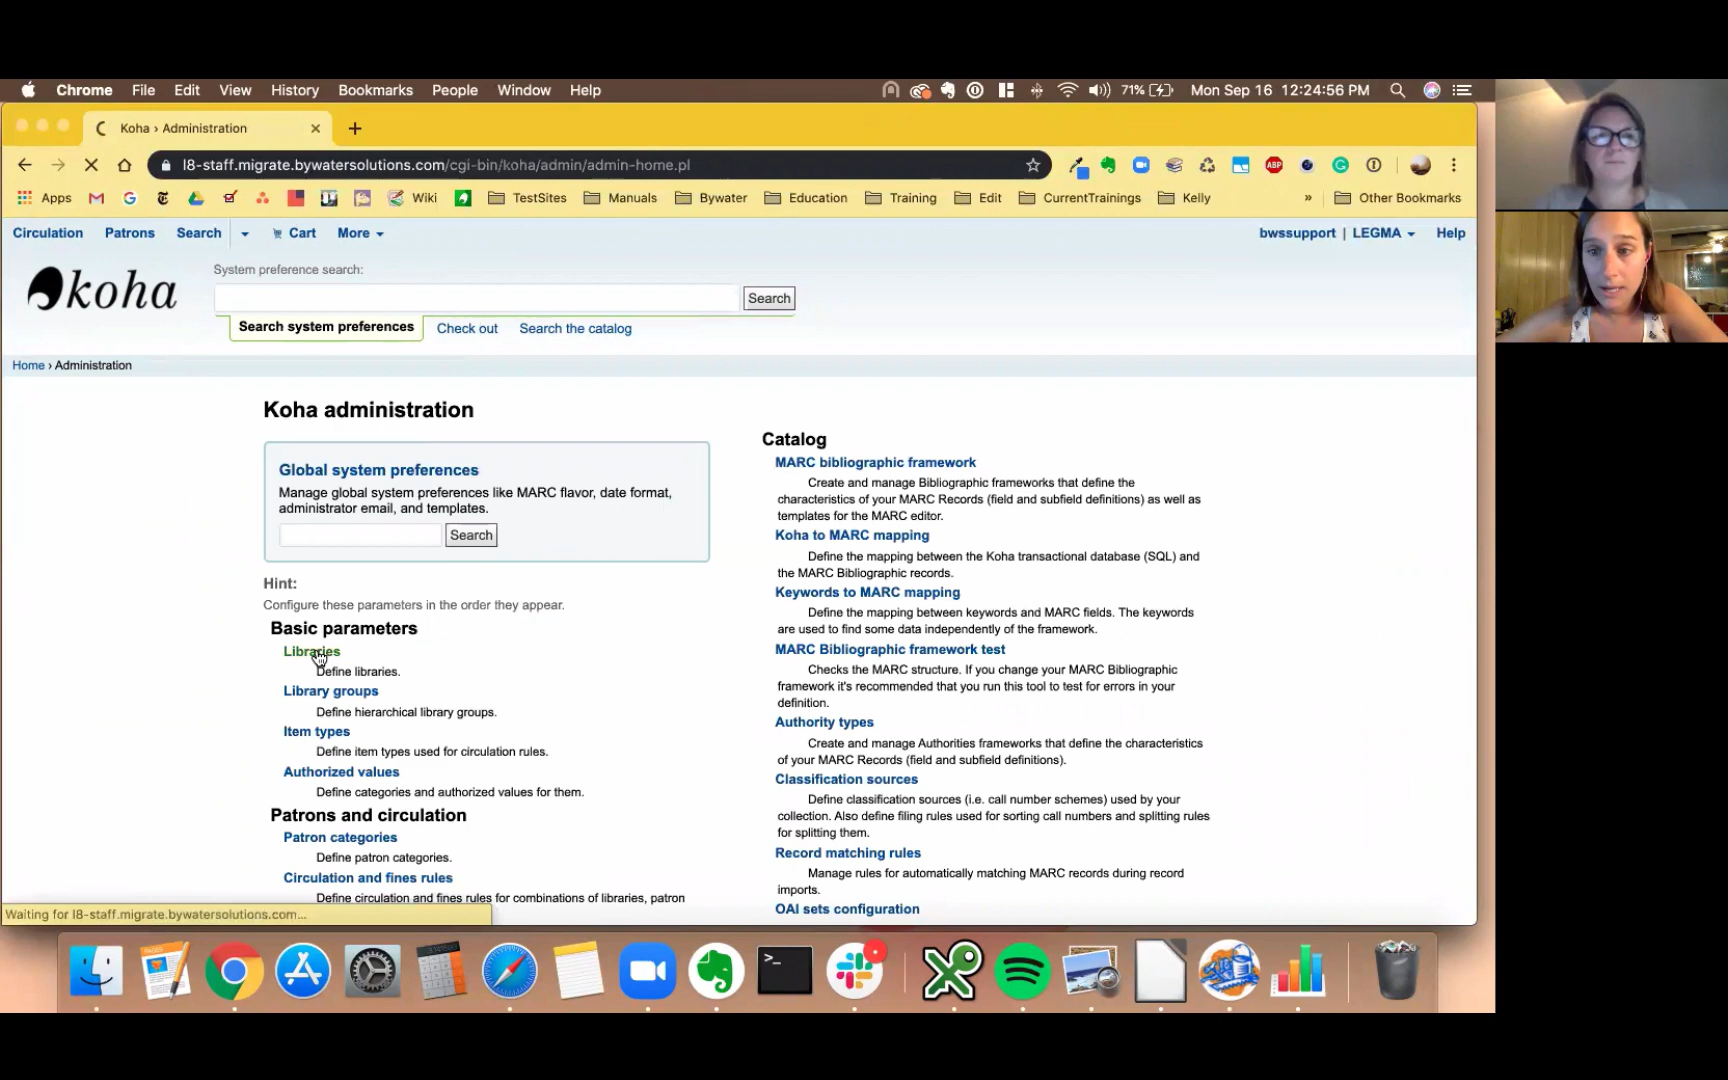 Chrome File Edit View History Bookmarks People Window Help 71% Mon Sep 16 12:24:56 PM
Koha › Administration
l8-staff.migrate.bywatersolutions.com/cgi-bin/koha/admin/admin-home.pl
ABP
Apps Wiki TestSites Manuals Bywater Education Training Edit CurrentTrainings Kelly » Other Bookmarks
Circulation Patrons Search Cart More bwssupport | LEGMA Help
koha
System preference search:
Search
Search system preferences Check out Search the catalog
Home › Administration
Koha administration
Global system preferences
Manage global system preferences like MARC flavor, date format,
administrator email, and templates.
Search
Hint:
Configure these parameters in the order they appear.
Basic parameters
Libraries
Define libraries.
Library groups
Define hierarchical library groups.
Item types
Define item types used for circulation rules.
Authorized values
Define categories and authorized values for them.
Patrons and circulation
Patron categories
Define patron categories.
Circulation and fines rules
Define circulation and fines rules for combinations of libraries, patron
Catalog
MARC bibliographic framework
Create and manage Bibliographic frameworks that define the
characteristics of your MARC Records (field and subfield definitions) as well as
templates for the MARC editor.
Koha to MARC mapping
Define the mapping between the Koha transactional database (SQL) and
the MARC Bibliographic records.
Keywords to MARC mapping
Define the mapping between keywords and MARC fields. The keywords
are used to find some data independently of the framework.
MARC Bibliographic framework test
Checks the MARC structure. If you change your MARC Bibliographic
framework it's recommended that you run this tool to test for errors in your
definition.
Authority types
Create and manage Authorities frameworks that define the characteristics
of your MARC Records (field and subfield definitions).
Classification sources
Define classification sources (i.e. call number schemes) used by your
collection. Also define filing rules used for sorting call numbers and splitting rules
for splitting them.
Record matching rules
Manage rules for automatically matching MARC records during record
imports.
OAI sets configuration
Waiting for l8-staff.migrate.bywatersolutions.com...